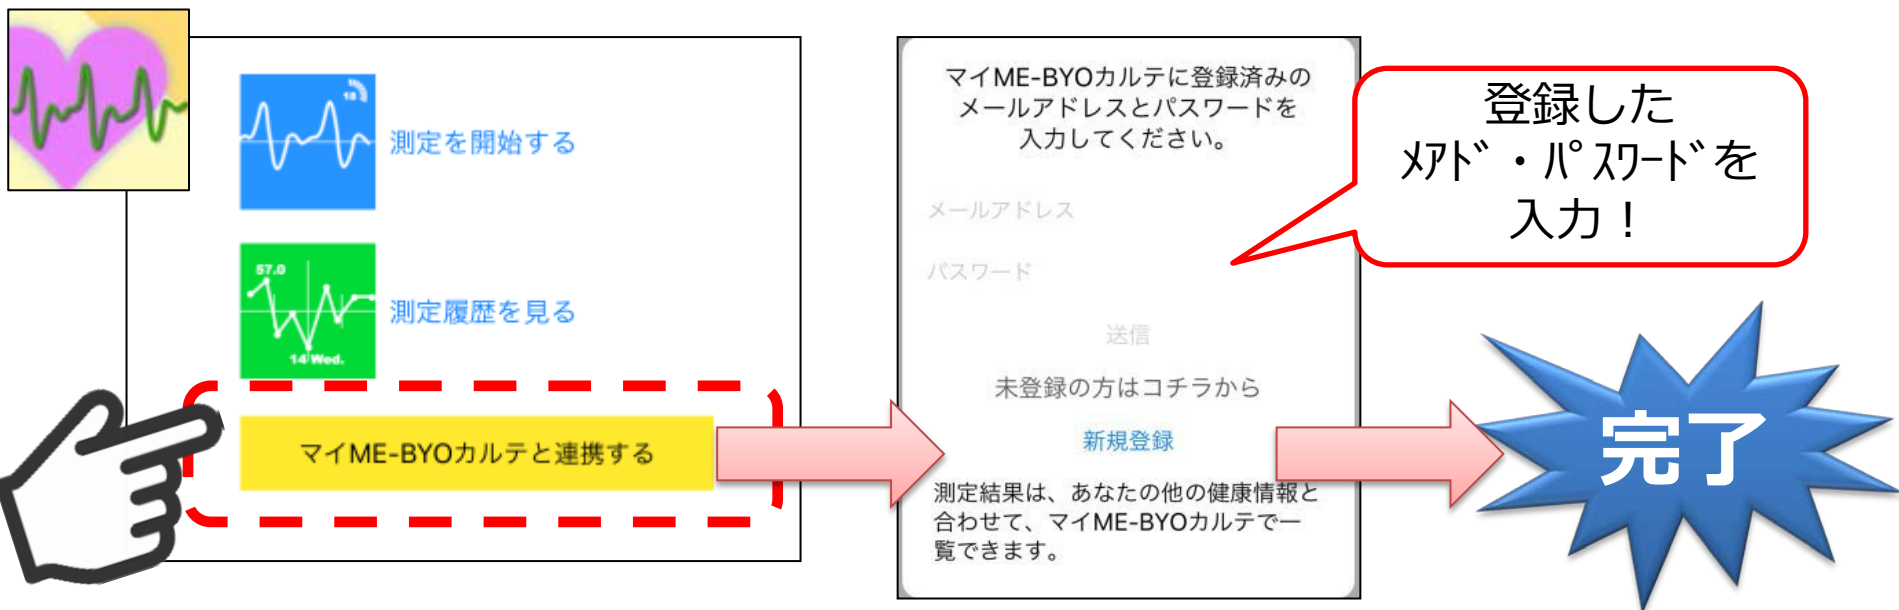 18
測定を開始する
57.0
14 Wed.
測定履歴を見る
マイME-BYOカルテと連携する
マイME-BYOカルテに登録済みの
メールアドレスとパスワードを
入力してください。
メールアドレス
パスワード
送信
未登録の方はコチラから
新規登録
測定結果は、あなたの他の健康情報と
合わせて、マイME-BYOカルテで一
覧できます。
登録した
ﾒｱﾄﾞ・ﾊﾟｽﾜｰﾄﾞを
入力！
完了